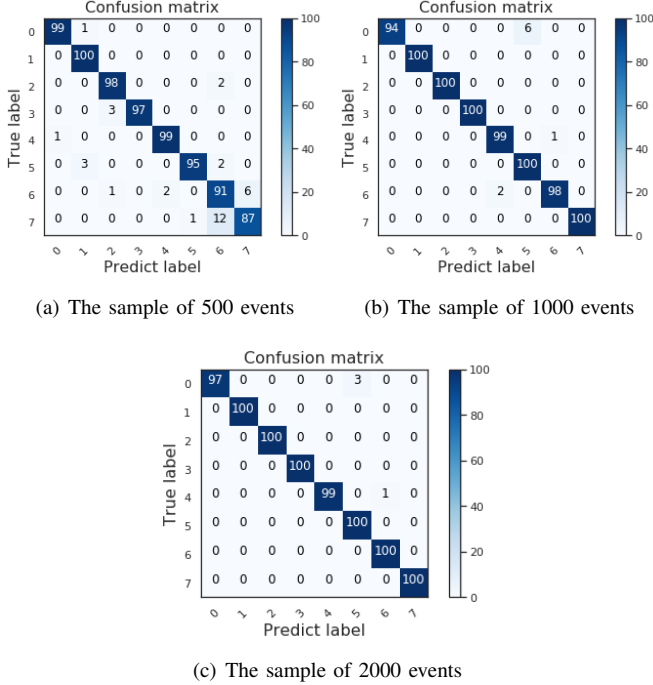 Confusion matrix
True label
0 99 1 0 0 0 0 0 0
1 0 100 0 0 0 0 0 0
2 0 0 98 0 0 0 2 0
3 0 0 3 97 0 0 0 0
4 1 0 0 0 99 0 0 0
5 0 3 0 0 0 95 2 0
6 0 0 1 0 2 0 91 6
7 0 0 0 0 0 1 12 87
0 1 2 3 4 5 6 7
Predict label
100
80
60
40
20
0
(a) The sample of 500 events
Confusion matrix
True label
0 94 0 0 0 0 6 0 0
1 0 100 0 0 0 0 0 0
2 0 0 100 0 0 0 0 0
3 0 0 0 100 0 0 0 0
4 0 0 0 0 99 0 1 0
5 0 0 0 0 0 100 0 0
6 0 0 0 0 2 0 98 0
7 0 0 0 0 0 0 0 100
0 1 2 3 4 5 6 7
Predict label
100
80
60
40
20
0
(b) The sample of 1000 events
Confusion matrix
True label
0 97 0 0 0 0 3 0 0
1 0 100 0 0 0 0 0 0
2 0 0 100 0 0 0 0 0
3 0 0 0 100 0 0 0 0
4 0 0 0 0 99 0 1 0
5 0 0 0 0 0 100 0 0
6 0 0 0 0 0 0 100 0
7 0 0 0 0 0 0 0 100
0 1 2 3 4 5 6 7
Predict label
100
80
60
40
20
0
(c) The sample of 2000 events